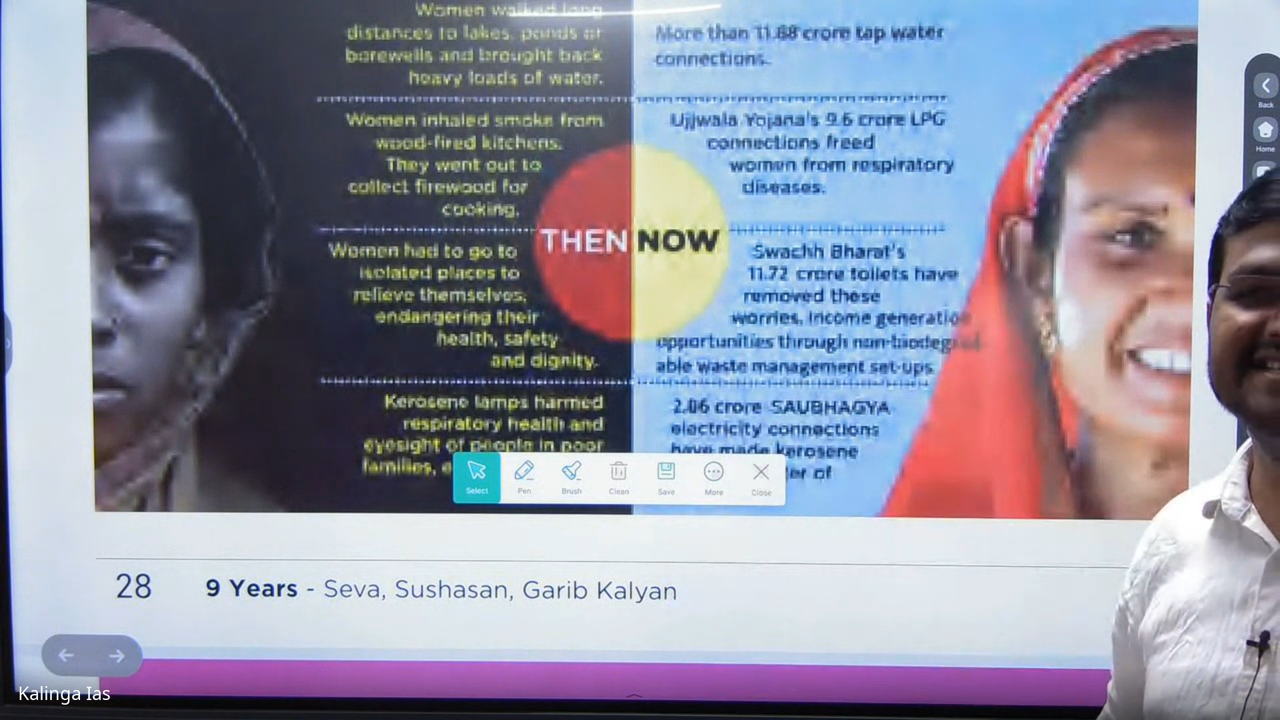 Women walked long
distances to lakes, ponds or
borewells and brought back
heavy loads of water.
More than 11.88 crore tap water
connections.
Women inhaled smoke from
wood-fired kitchens.
They went out to
collect firewood for
cooking.
Ujjwala Yojana's 9.6 crore LPG
connections freed
women from respiratory
diseases.
THEN NOW
Women had to go to
isolated places to
relieve themselves,
endangering their
health, safety
and dignity.
Swachh Bharat's
11.72 crore toilets have
removed these
worries. Income generation
opportunities through non-biodegrad
able waste management set-ups
Kerosene lamps harmed
respiratory health and
eyesight of people in poor
families,
2.86 crore SAUBHAGYA
electricity connections
have made kerosene
of
Select
Pen
Brush
Clean
Save
More
Close
Back
Home
28 9 Years - Seva, Sushasan, Garib Kalyan
Kalinga Ias